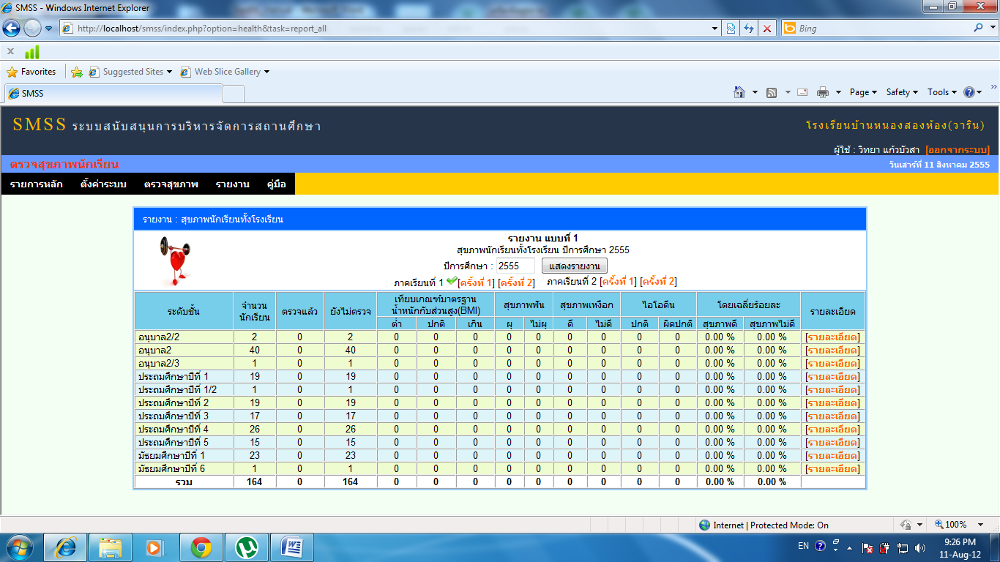 SMSS - Windows Internet Explorer
http://localhost/smss/index.php?option=health&task=report_all
Bing
Favorites Suggested Sites Web Slice Gallery
SMSS
Page Safety Tools
SMSS ระบบสนับสนุนการบริหารจัดการสถานศึกษา
โรงเรียนบ้านหนองสองห้อง(วาริน)
ผู้ใช้ : วิทยา แก้วบัวสา [ออกจากระบบ]
ตรวจสุขภาพนักเรียน
วันเสาร์ที่ 11 สิงหาคม 2555
รายการหลัก ตั้งค่าระบบ ตรวจสุขภาพ รายงาน คู่มือ
รายงาน : สุขภาพนักเรียนทั้งโรงเรียน
รายงาน แบบที่ 1
สุขภาพนักเรียนทั้งโรงเรียน ปีการศึกษา 2555
ปีการศึกษา : 2555 แสดงรายงาน
ภาคเรียนที่ 1 [ครั้งที่ 1] [ครั้งที่ 2] ภาคเรียนที่ 2 [ครั้งที่ 1] [ครั้งที่ 2]
ระดับชั้น จำนวนนักเรียน ตรวจแล้ว ยังไม่ตรวจ เทียบเกณฑ์มาตรฐานน้ำหนักกับส่วนสูง(BMI) สุขภาพฟัน สุขภาพเหงือก ไอโอดีน โดยเฉลี่ยร้อยละ รายละเอียด
ต่ำ ปกติ เกิน ผุ ไม่ผุ ดี ไม่ดี ปกติ ผิดปกติ สุขภาพดี สุขภาพไม่ดี
อนุบาล2/2 2 0 2 0 0 0 0 0 0 0 0 0 0.00 % 0.00 % [รายละเอียด]
อนุบาล2 40 0 40 0 0 0 0 0 0 0 0 0 0.00 % 0.00 % [รายละเอียด]
อนุบาล2/3 1 0 1 0 0 0 0 0 0 0 0 0 0.00 % 0.00 % [รายละเอียด]
ประถมศึกษาปีที่ 1 19 0 19 0 0 0 0 0 0 0 0 0 0.00 % 0.00 % [รายละเอียด]
ประถมศึกษาปีที่ 1/2 1 0 1 0 0 0 0 0 0 0 0 0 0.00 % 0.00 % [รายละเอียด]
ประถมศึกษาปีที่ 2 19 0 19 0 0 0 0 0 0 0 0 0 0.00 % 0.00 % [รายละเอียด]
ประถมศึกษาปีที่ 3 17 0 17 0 0 0 0 0 0 0 0 0 0.00 % 0.00 % [รายละเอียด]
ประถมศึกษาปีที่ 4 26 0 26 0 0 0 0 0 0 0 0 0 0.00 % 0.00 % [รายละเอียด]
ประถมศึกษาปีที่ 5 15 0 15 0 0 0 0 0 0 0 0 0 0.00 % 0.00 % [รายละเอียด]
มัธยมศึกษาปีที่ 1 23 0 23 0 0 0 0 0 0 0 0 0 0.00 % 0.00 % [รายละเอียด]
มัธยมศึกษาปีที่ 6 1 0 1 0 0 0 0 0 0 0 0 0 0.00 % 0.00 % [รายละเอียด]
รวม 164 0 164 0 0 0 0 0 0 0 0 0 0.00 % 0.00 %
Internet | Protected Mode: On 100%
EN 9:26 PM
11-Aug-12